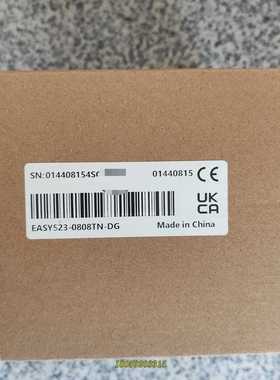 SN:014408154S
01440815 CE
UK
CA
EASY523-0808TN-DG Made in China